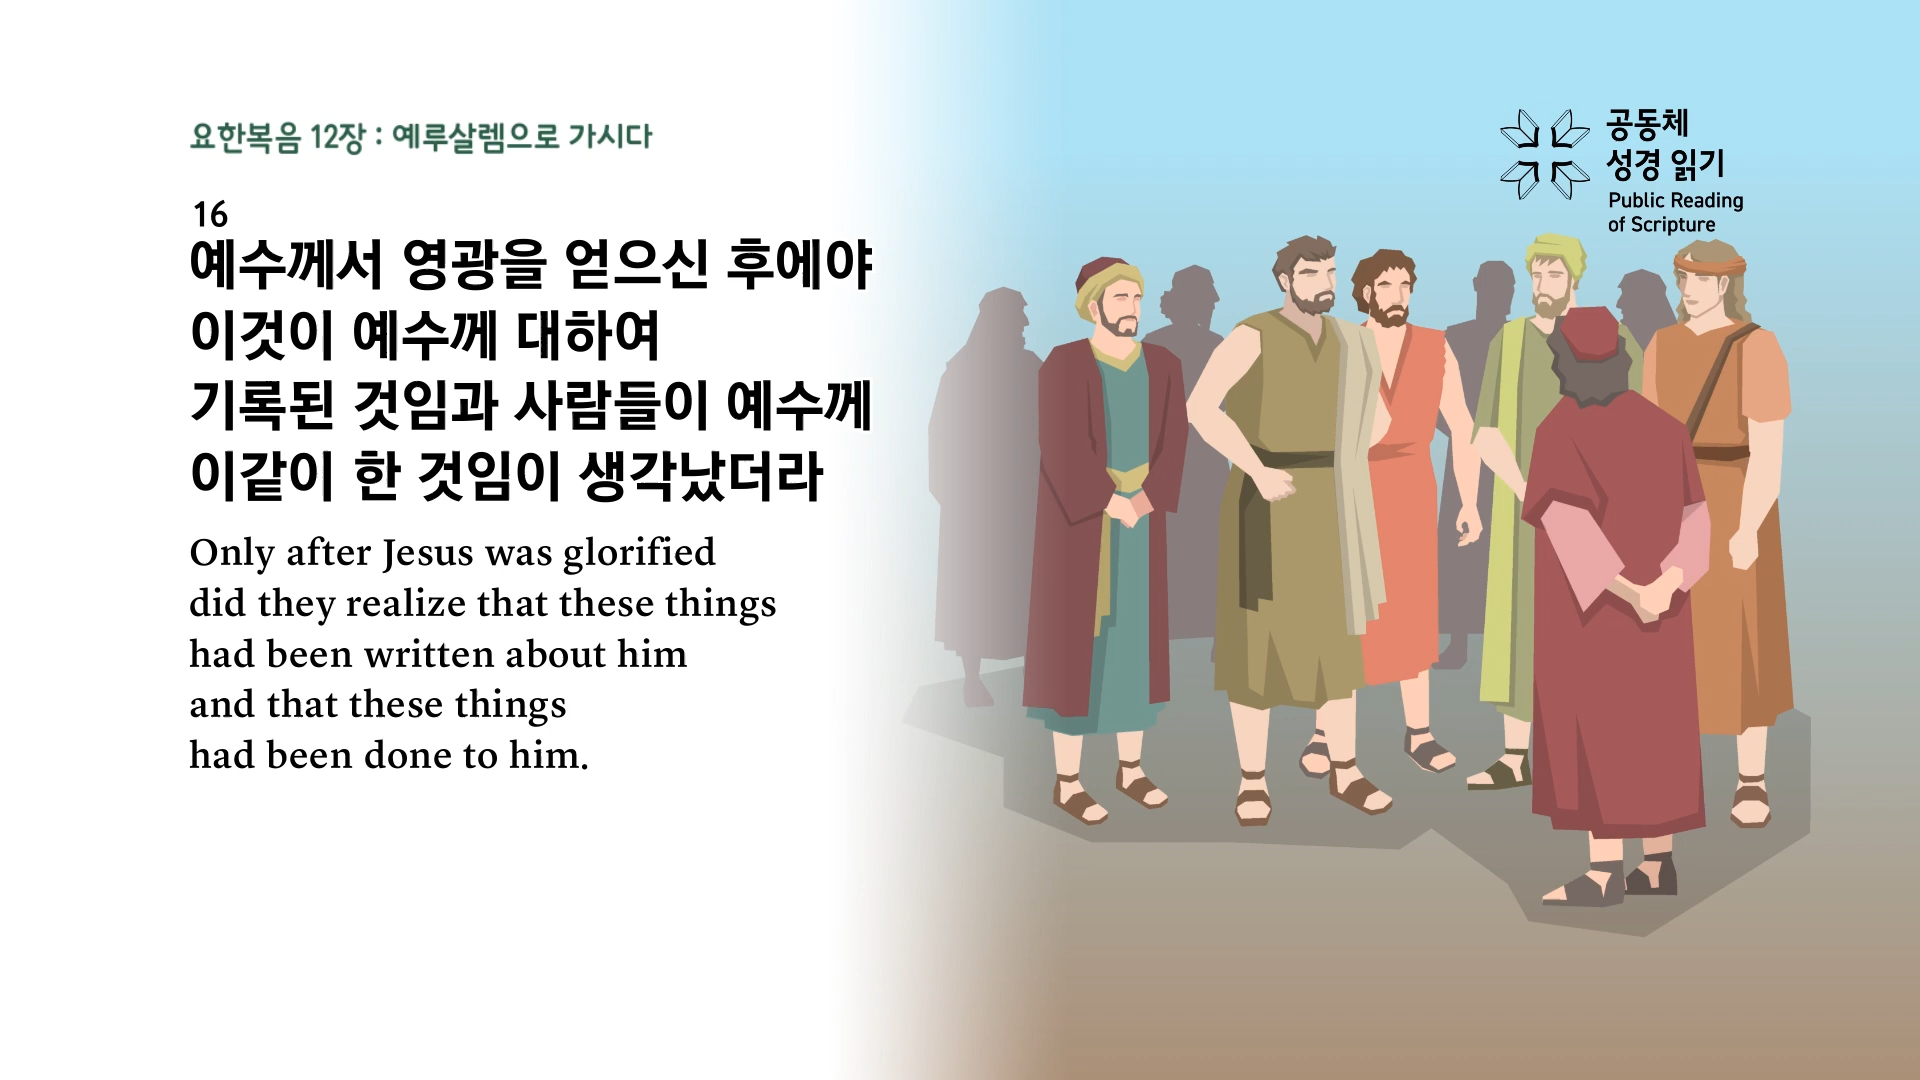 요한복음 12장 : 예루살렘으로 가시다
16
예수께서 영광을 얻으신 후에야
이것이 예수께 대하여
기록된 것임과 사람들이 예수께
이같이 한 것임이 생각났더라
Only after Jesus was glorified
did they realize that these things
had been written about him
and that these things
had been done to him.
공동체
성경 읽기
Public Reading
of Scripture